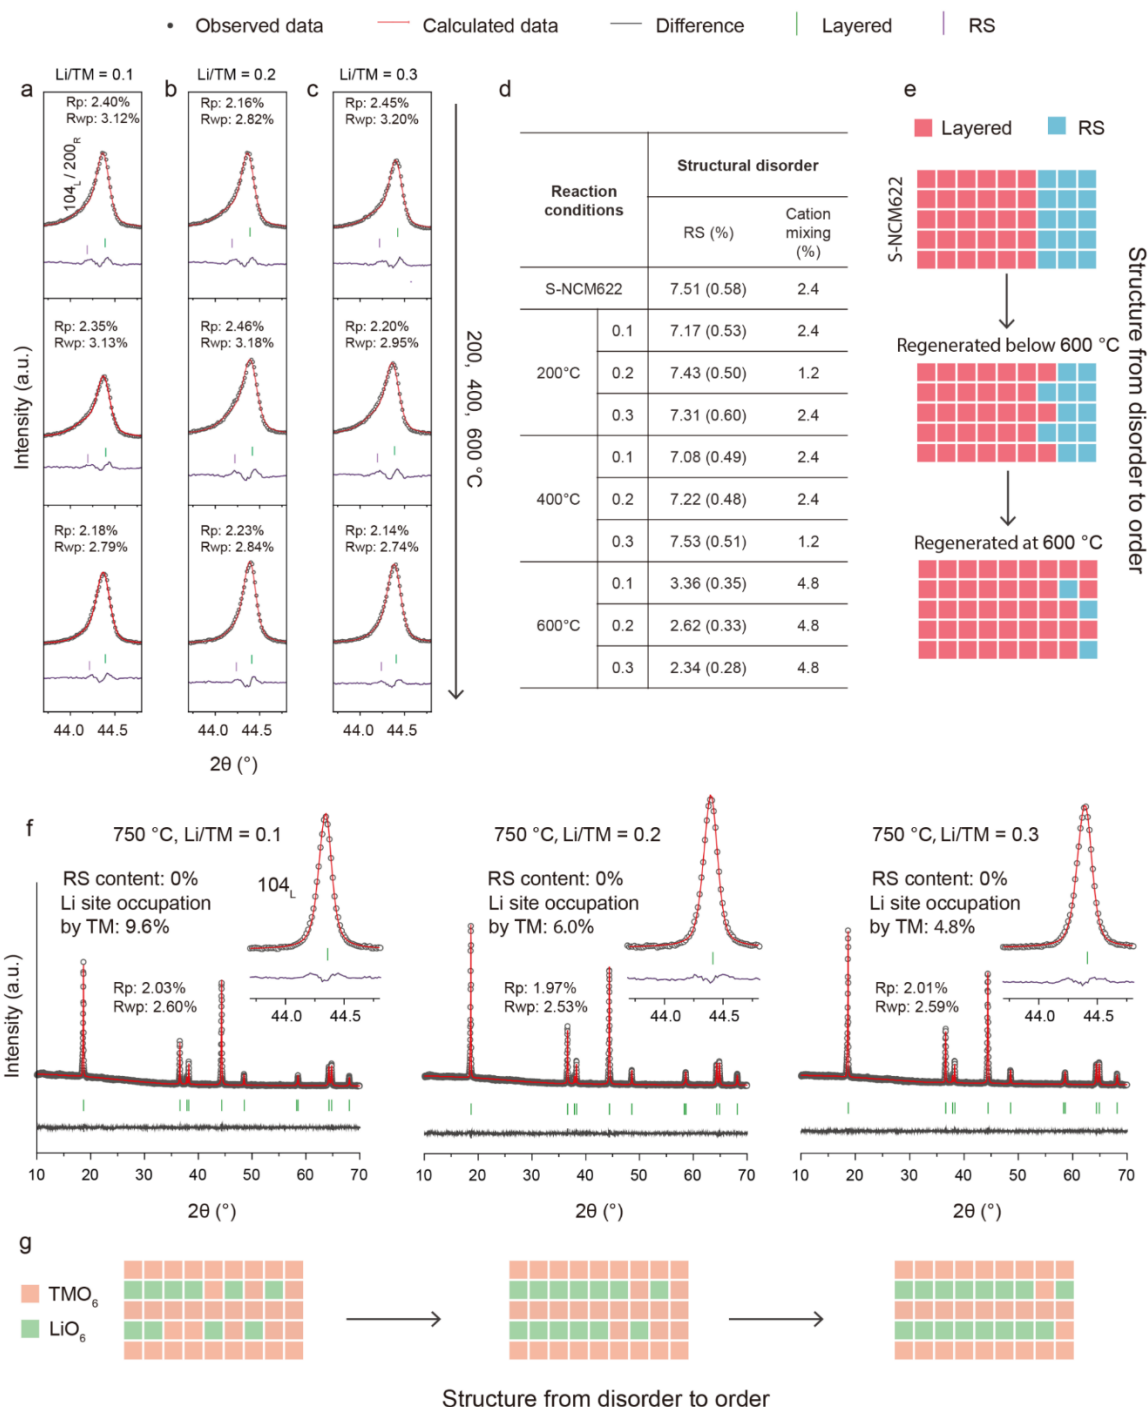 Observed data
Calculated data
Difference
Layered
RS
a
Li/TM = 0.1
b
Li/TM = 0.2
c
Li/TM = 0.3
Rp: 2.40%
Rwp: 3.12%
104L / 200R
Rp: 2.16%
Rwp: 2.82%
Rp: 2.45%
Rwp: 3.20%
Rp: 2.35%
Rwp: 3.13%
Rp: 2.46%
Rwp: 3.18%
Rp: 2.20%
Rwp: 2.95%
Rp: 2.18%
Rwp: 2.79%
Rp: 2.23%
Rwp: 2.84%
Rp: 2.14%
Rwp: 2.74%
Intensity (a.u.)
200, 400, 600 °C
44.0 44.5
44.0 44.5
44.0 44.5
2θ (°)
d
Reaction conditions
Structural disorder
RS (%)
Cation mixing (%)
S-NCM622 7.51 (0.58) 2.4
200°C 0.1 7.17 (0.53) 2.4
0.2 7.43 (0.50) 1.2
0.3 7.31 (0.60) 2.4
400°C 0.1 7.08 (0.49) 2.4
0.2 7.22 (0.48) 2.4
0.3 7.53 (0.51) 1.2
600°C 0.1 3.36 (0.35) 4.8
0.2 2.62 (0.33) 4.8
0.3 2.34 (0.28) 4.8
e
Layered
RS
S-NCM622
Regenerated below 600 °C
Regenerated at 600 °C
Structure from disorder to order
f
750 °C, Li/TM = 0.1
RS content: 0%
Li site occupation
by TM: 9.6%
104L
Rp: 2.03%
Rwp: 2.60%
44.0 44.5
750 °C, Li/TM = 0.2
RS content: 0%
Li site occupation
by TM: 6.0%
Rp: 1.97%
Rwp: 2.53%
44.0 44.5
750 °C, Li/TM = 0.3
RS content: 0%
Li site occupation
by TM: 4.8%
Rp: 2.01%
Rwp: 2.59%
44.0 44.5
Intensity (a.u.)
10 20 30 40 50 60 70
10 20 30 40 50 60 70
10 20 30 40 50 60 70
2θ (°)
2θ (°)
2θ (°)
g
TMO6
LiO6
Structure from disorder to order